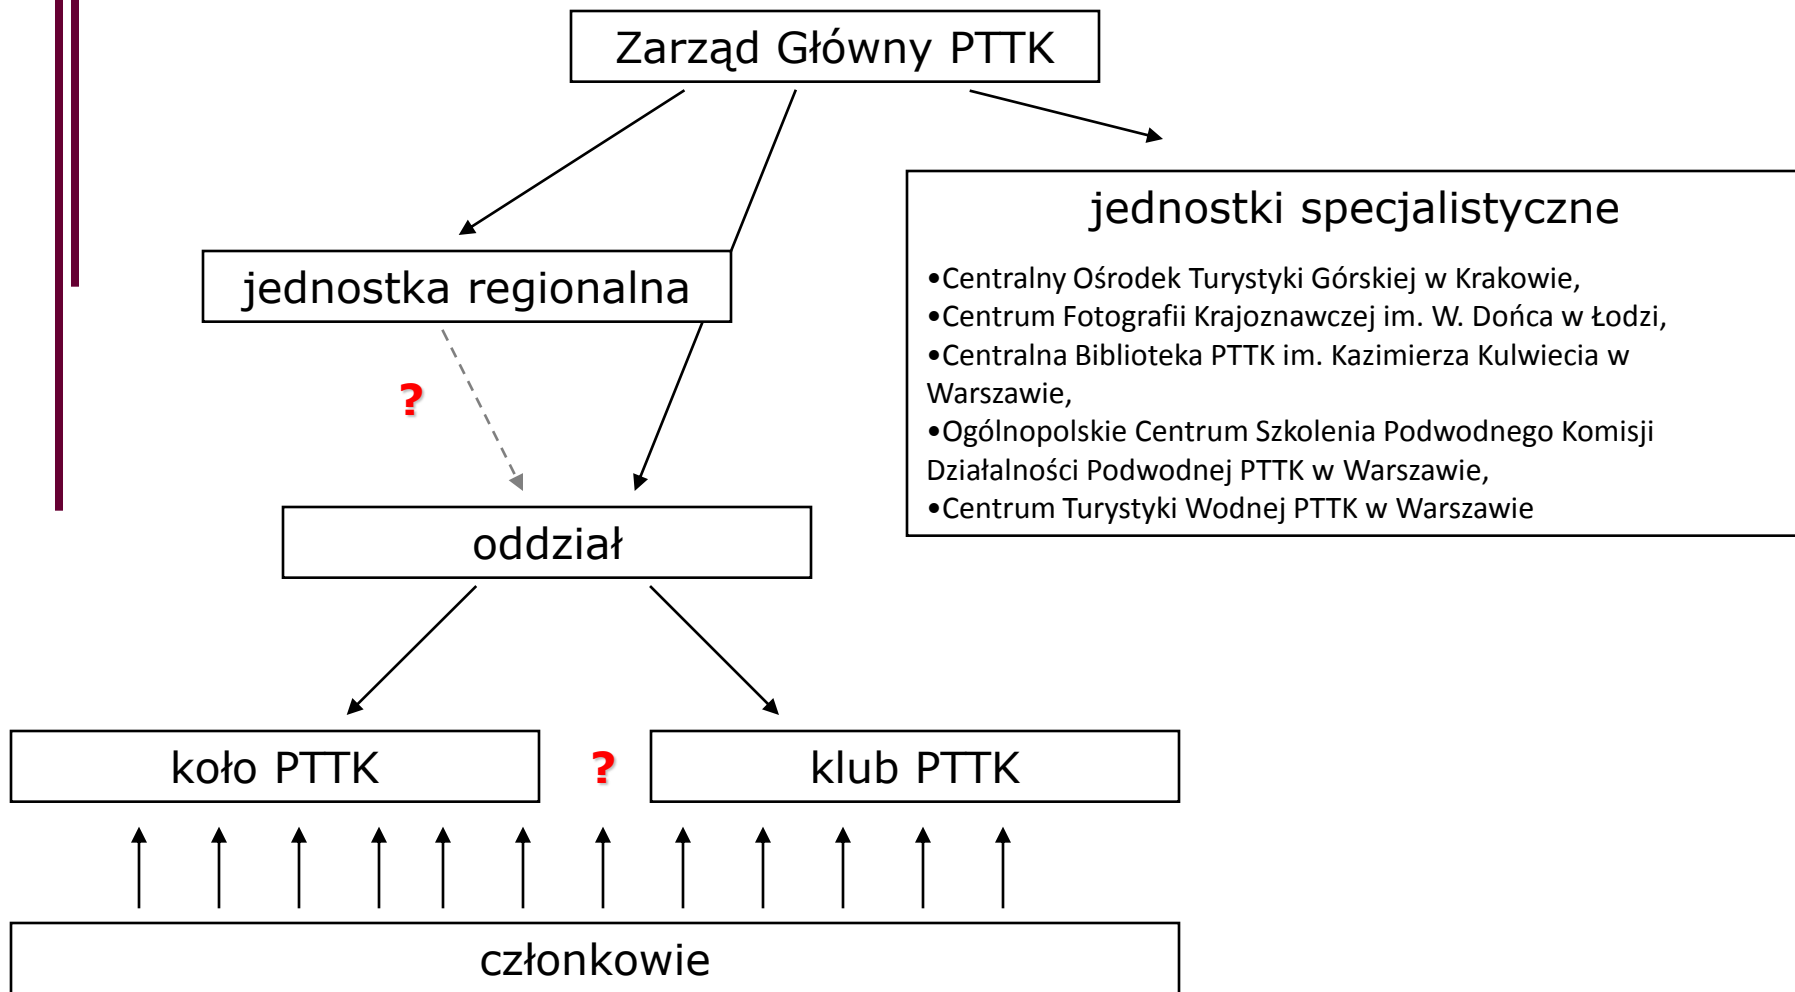 Zarząd Główny PTTK
jednostki specjalistyczne
•Centralny Ośrodek Turystyki Górskiej w Krakowie,
•Centrum Fotografii Krajoznawczej im. W. Dońca w Łodzi,
•Centralna Biblioteka PTTK im. Kazimierza Kulwiecia w
Warszawie,
•Ogólnopolskie Centrum Szkolenia Podwodnego Komisji
Działalności Podwodnej PTTK w Warszawie,
•Centrum Turystyki Wodnej PTTK w Warszawie
jednostka regionalna
?
oddział
koło PTTK
?
klub PTTK
członkowie